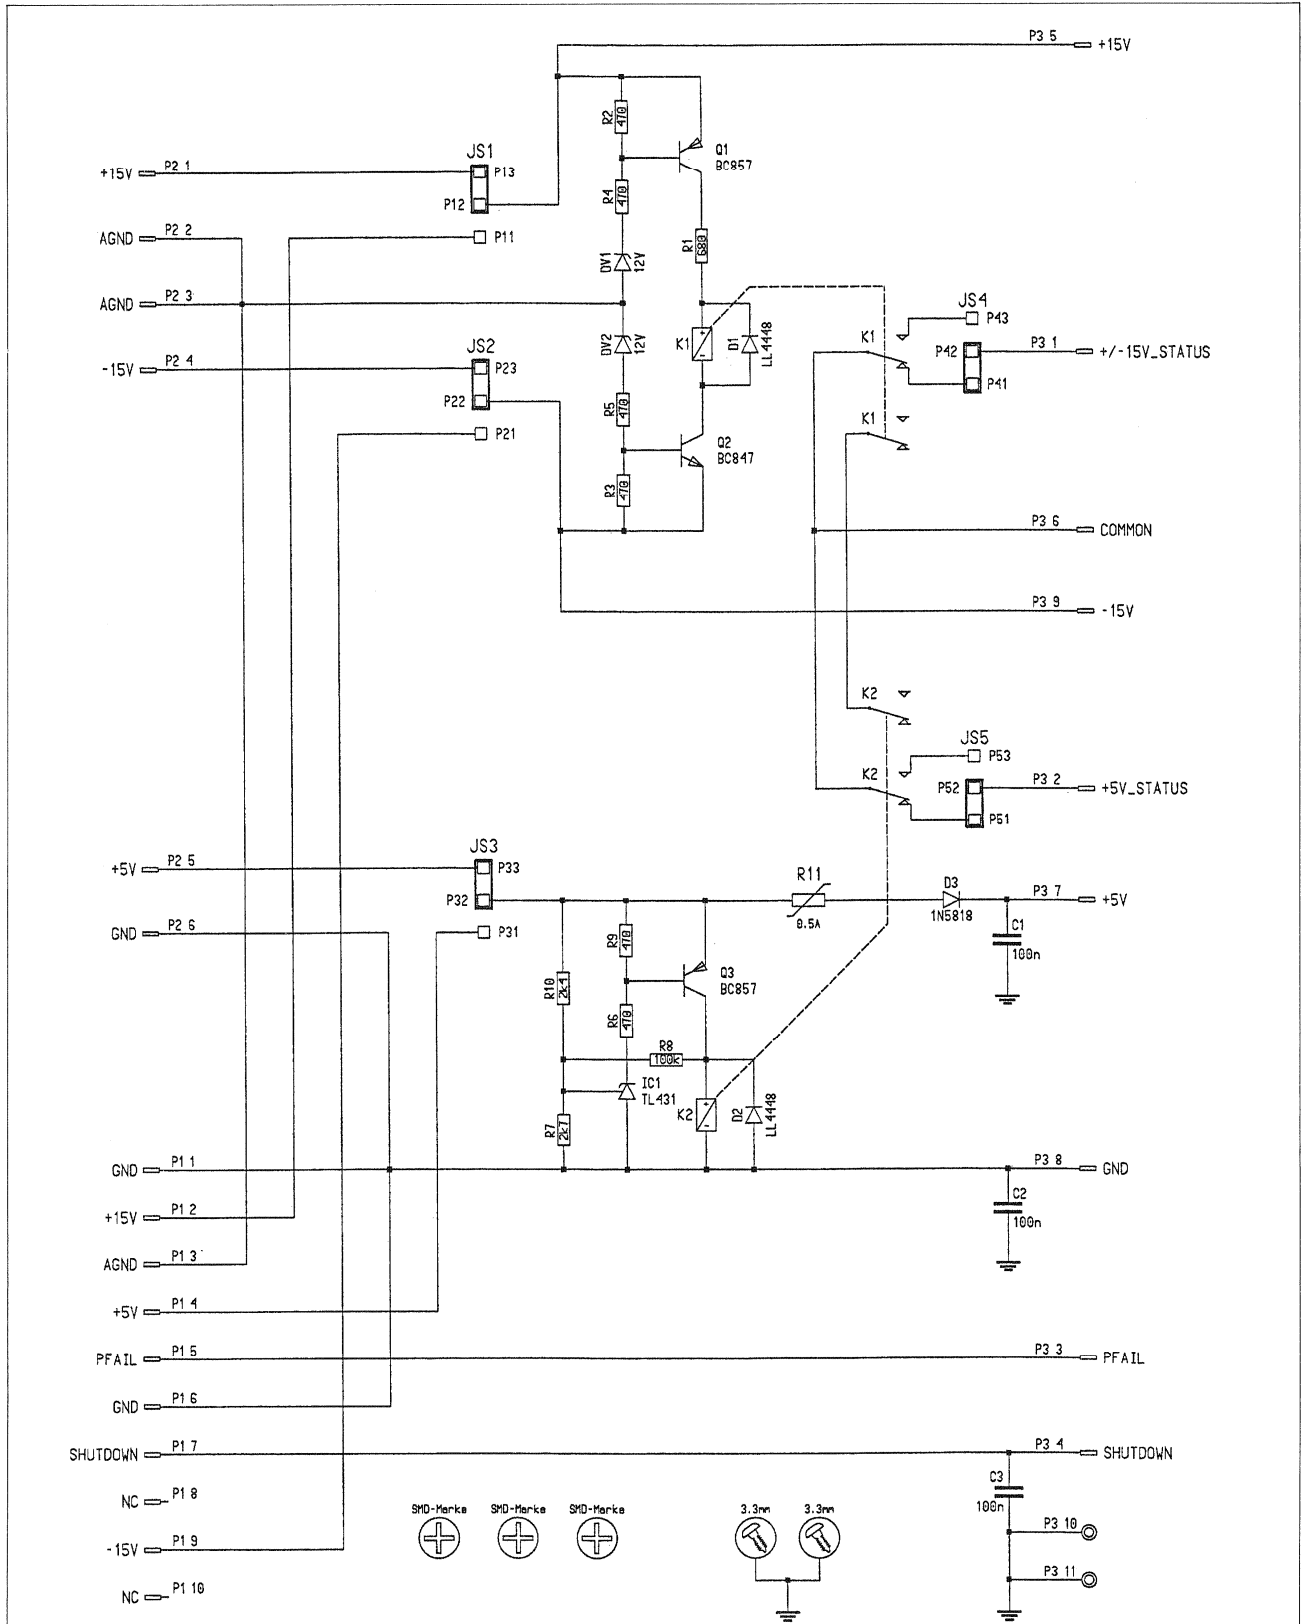 P3 5 +15V
R2 470
Q1
BC857
JS1
+15V P2 1 P13
R4 470
P12
R1 680
AGND P2 2 P11
DV1 12V
AGND P2 3
JS4
P43
DV2 12V
K1
D1 LL4448
K1
JS2
P42 P3 1 +/-15V_STATUS
-15V P2 4 P23
P41
P22
R5 470
K1
P21
Q2
BC847
R3 470
P3 6 COMMON
P3 9 -15V
K2
JS5
P53
K2
P52 P3 2 +5V_STATUS
P51
JS3
+5V P2 5 P33
R11
D3
P32
P3 7 +5V
0.5A
1N5818
GND P2 6 P31
R9 470
C1
100n
Q3
BC857
R10 2k4
R6 470
R8
100k
IC1
TL431
K2
D2 LL4448
R7 2k7
GND P1 1 P3 8 GND
C2
100n
+15V P1 2
AGND P1 3
+5V P1 4
PFAIL P1 5 P3 3 PFAIL
GND P1 6
SHUTDOWN P1 7 P3 4 SHUTDOWN
C3
100n
NC P1 8
SMD-Marke SMD-Marke SMD-Marke 3.3mm 3.3mm
P3 10
-15V P1 9
P3 11
NC P1 10